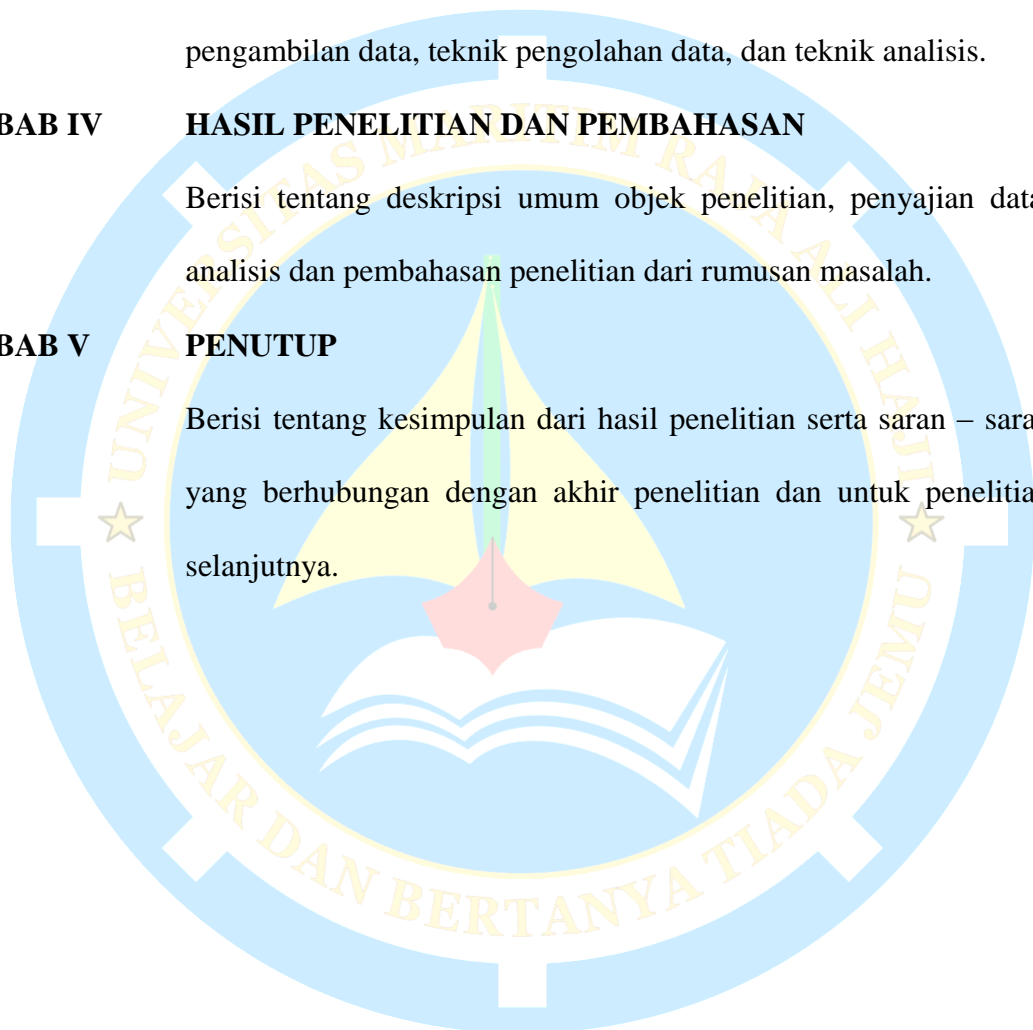 pengambilan data, teknik pengolahan data, dan teknik analisis.
BAB IV HASIL PENELITIAN DAN PEMBAHASAN
Berisi tentang deskripsi umum objek penelitian, penyajian data
analisis dan pembahasan penelitian dari rumusan masalah.
BAB V PENUTUP
Berisi tentang kesimpulan dari hasil penelitian serta saran – sara
yang berhubungan dengan akhir penelitian dan untuk penelitia
selanjutnya.
UNIVERSITAS MARITIM RAJA ALI HAJI
BELAJAR DAN BERTANYA TIADA JEMU